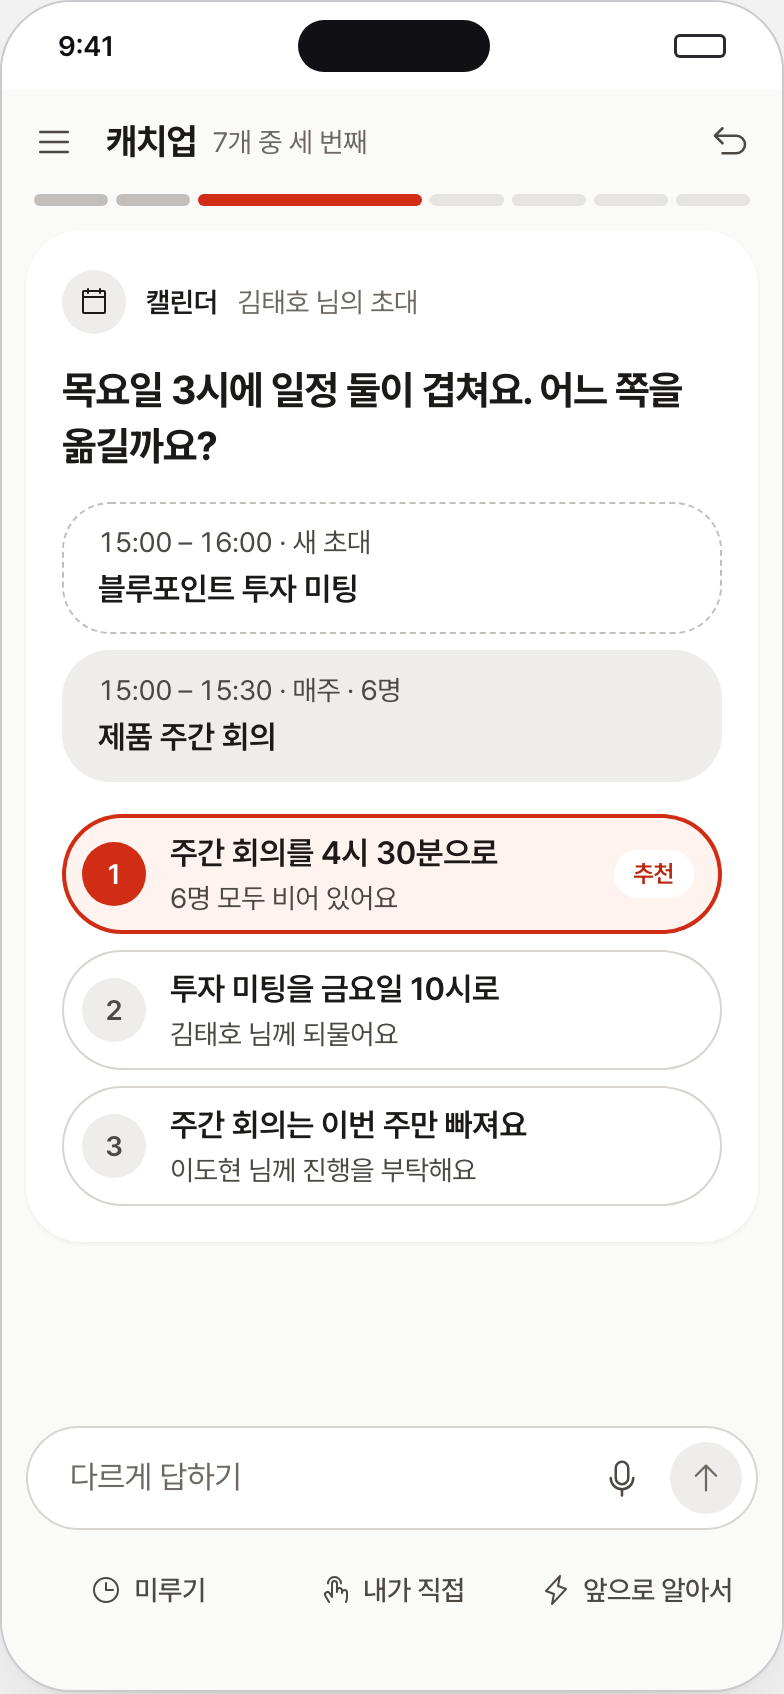 9:41
캐치업 7개 중 세 번째
캘린더 김태호 님의 초대
목요일 3시에 일정 둘이 겹쳐요. 어느 쪽을
옮길까요?
15:00 – 16:00 · 새 초대
블루포인트 투자 미팅
15:00 – 15:30 · 매주 · 6명
제품 주간 회의
1 주간 회의를 4시 30분으로 추천
6명 모두 비어 있어요
2 투자 미팅을 금요일 10시로
김태호 님께 되물어요
3 주간 회의는 이번 주만 빠져요
이도현 님께 진행을 부탁해요
다르게 답하기
미루기 내가 직접 앞으로 알아서